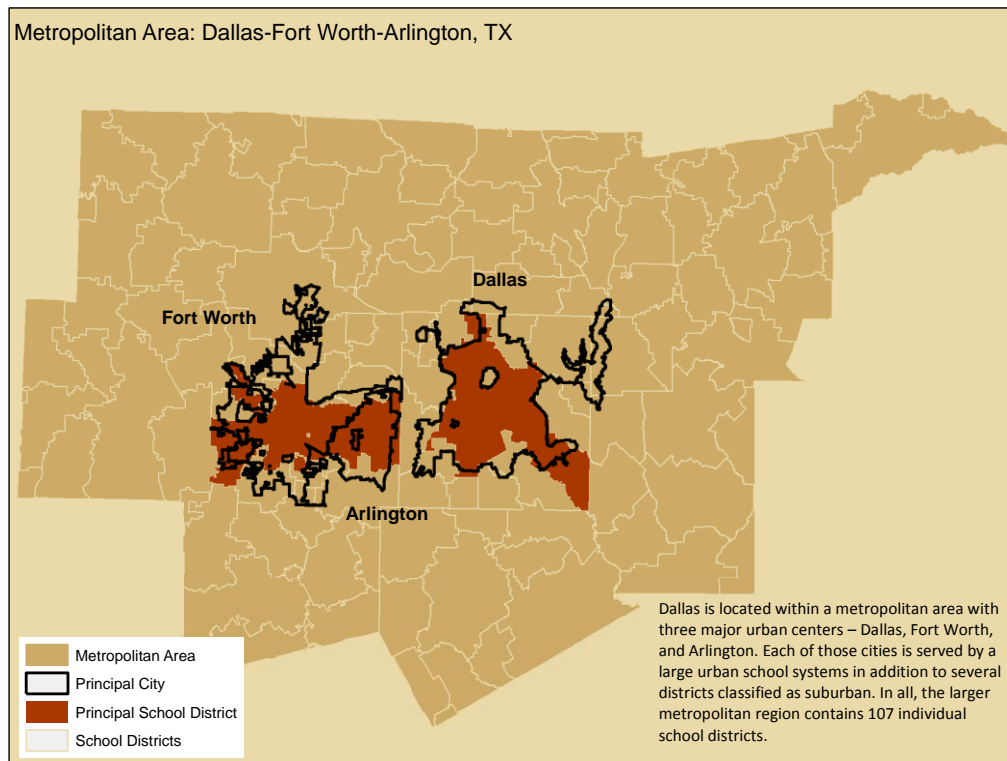 Metropolitan Area: Dallas-Fort Worth-Arlington, TX
Dallas
Fort Worth
Arlington
Dallas is located within a metropolitan area with
three major urban centers – Dallas, Fort Worth,
and Arlington. Each of those cities is served by a
large urban school systems in addition to several
districts classified as suburban. In all, the larger
metropolitan region contains 107 individual
school districts.
Metropolitan Area
Principal City
Principal School District
School Districts